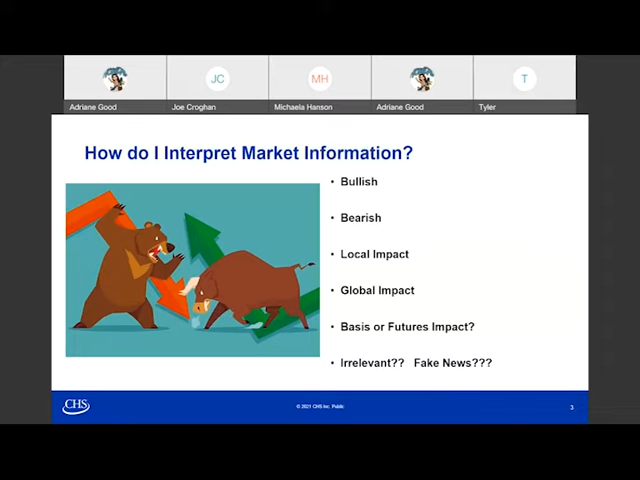 JC
MH
T
Adriane Good
Joe Croghan
Michaela Hanson
Adriane Good
Tyler
How do I Interpret Market Information?
• Bullish
• Bearish
• Local Impact
• Global Impact
• Basis or Futures Impact?
• Irrelevant?? Fake News???
CHS
© 2021 CHS Inc. Public
3